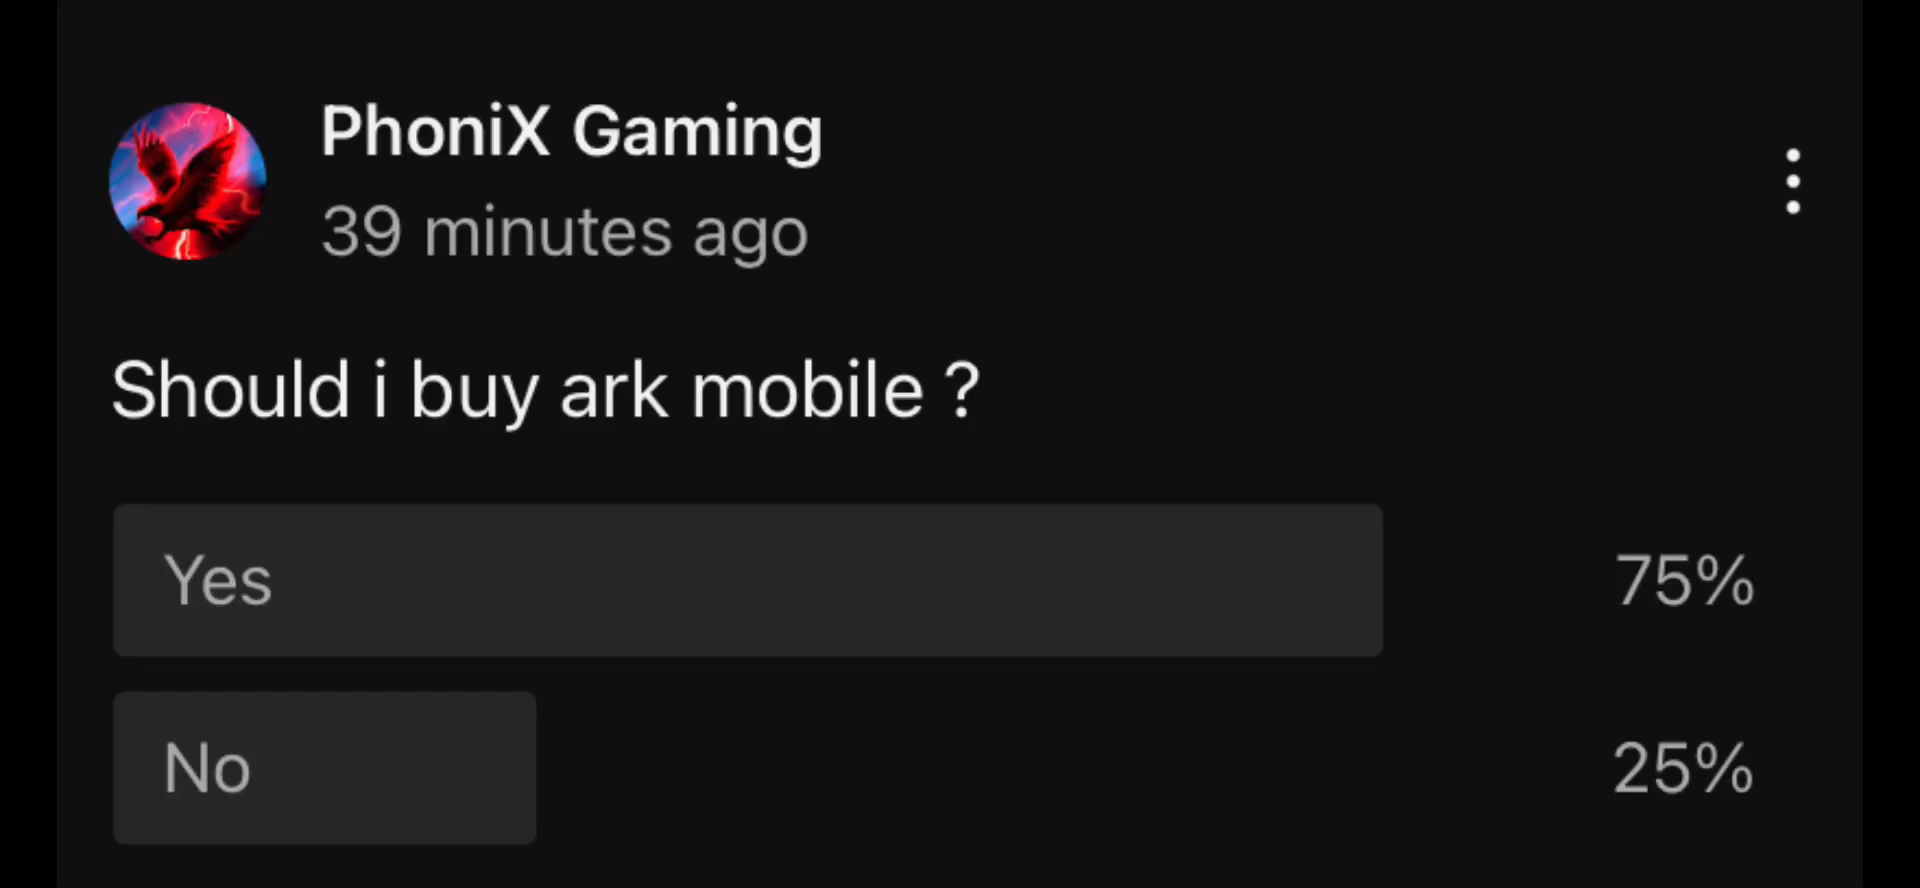 PhoniX Gaming
39 minutes ago
Should i buy ark mobile ?
Yes 75%
No 25%